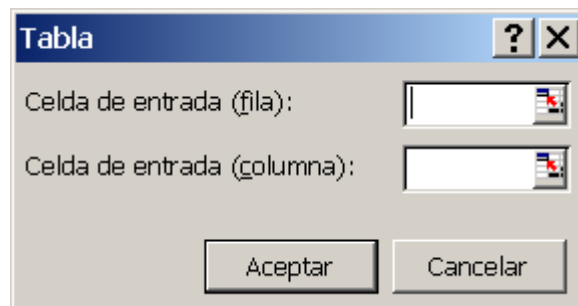 Tabla
Celda de entrada (fila):
Celda de entrada (columna):
Aceptar Cancelar